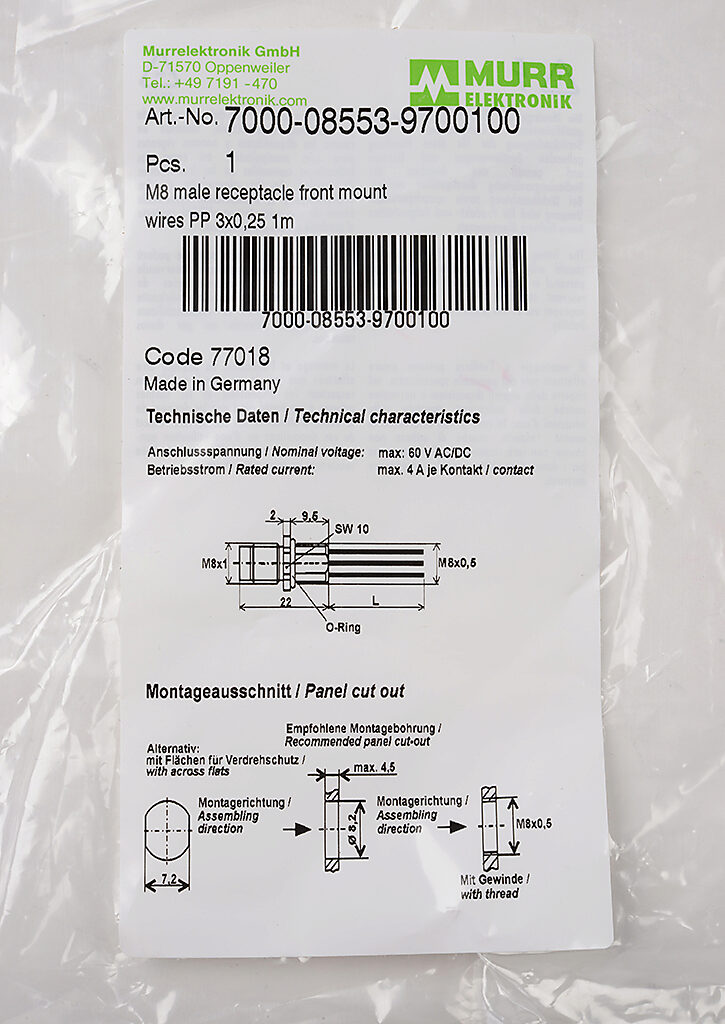 Murrelektronik GmbH
D-71570 Oppenweiler
Tel.: +49 7191 -470
www.murrelektronik.com
MURR
ELEKTRONiK
Art.-No. 7000-08553-9700100
Pcs. 1
M8 male receptacle front mount
wires PP 3x0,25 1m
7000-08553-9700100
Code 77018
Made in Germany
Technische Daten / Technical characteristics
Anschlussspannung / Nominal voltage: max: 60 V AC/DC
Betriebsstrom / Rated current: max. 4 A je Kontakt / contact
2 9,5
SW 10
M8x1
M8x0,5
22 L
O-Ring
Montageausschnitt / Panel cut out
Empfohlene Montagebohrung /
Recommended panel cut-out
Alternativ:
mit Flächen für Verdrehschutz /
with across flats
max. 4,5
Montagerichtung /
Assembling
direction
Ø 8,2
Montagerichtung /
Assembling
direction
M8x0,5
7,2
Mit Gewinde /
with thread